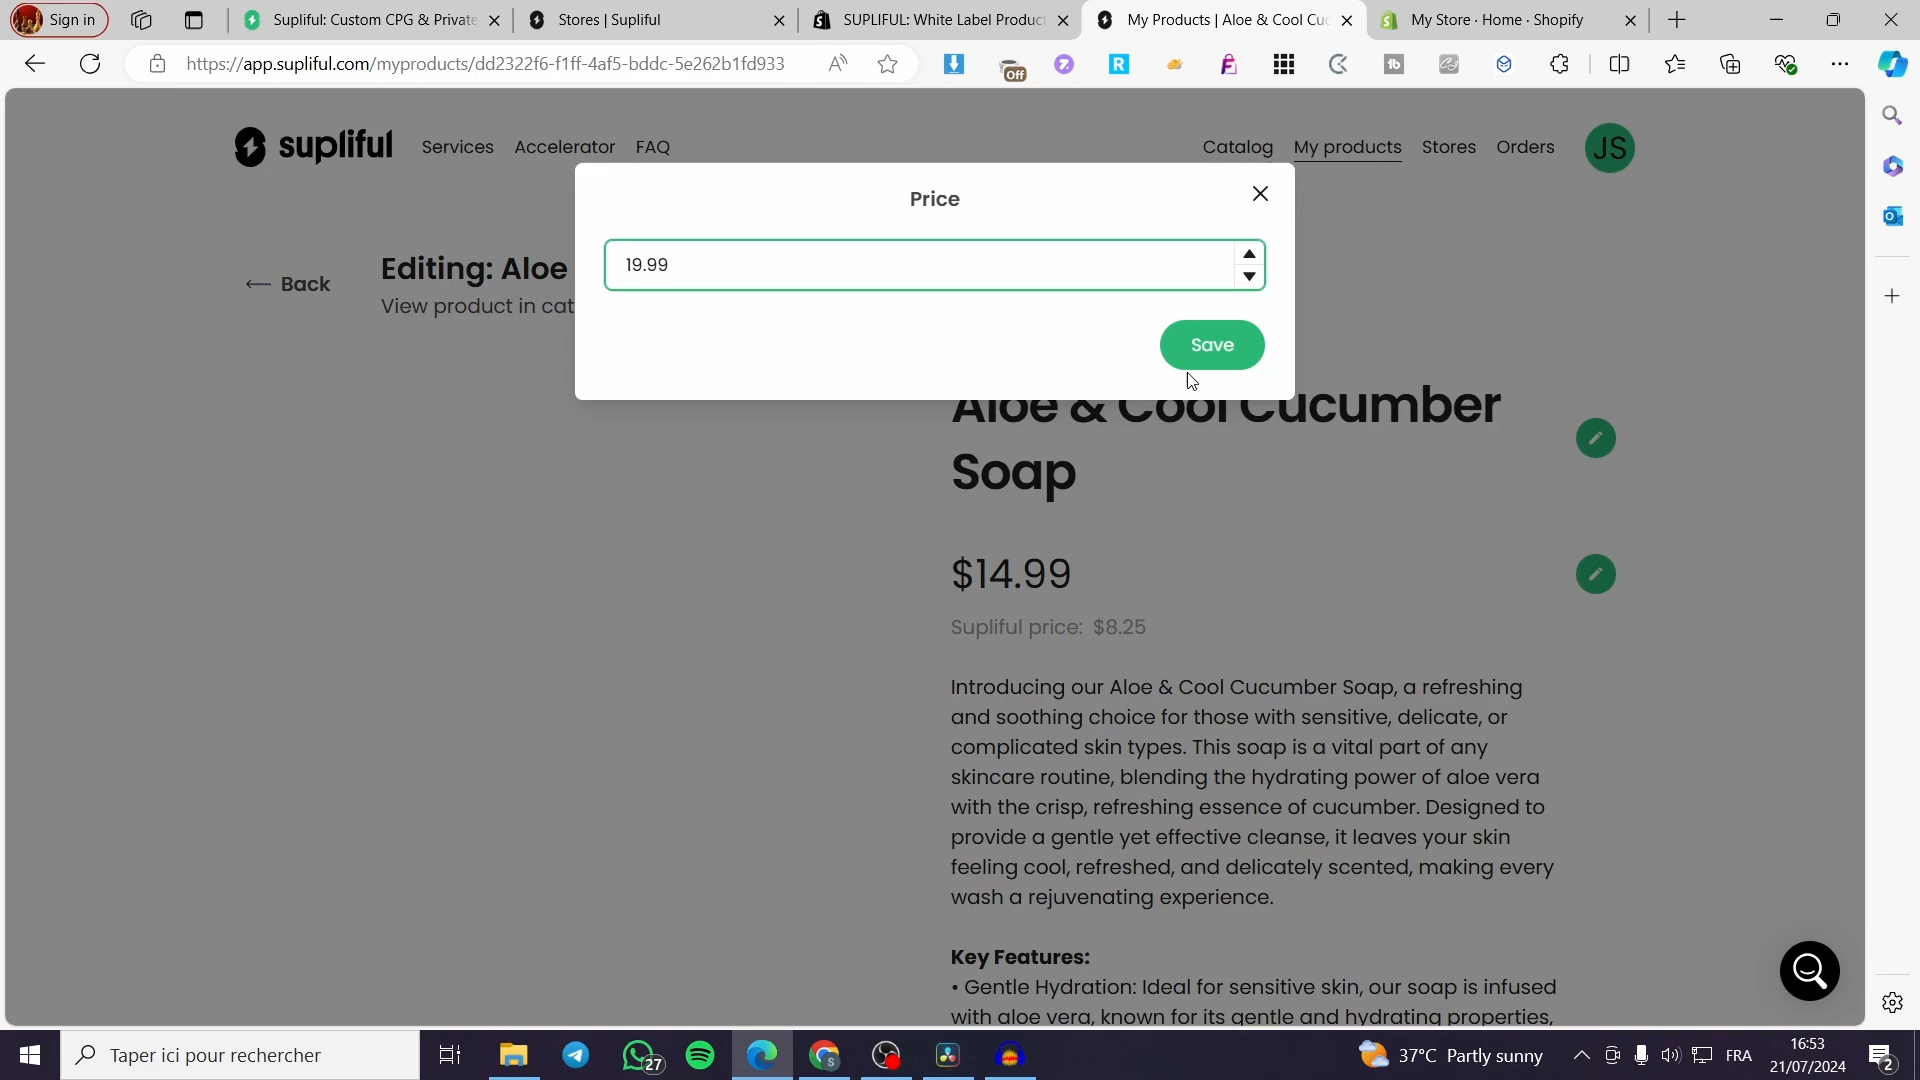 Sign in
Supliful: Custom CPG & Private
Stores | Supliful
SUPLIFUL: White Label Product
My Products | Aloe & Cool Cuc
My Store · Home · Shopify
https://app.supliful.com/myproducts/dd2322f6-f1ff-4af5-bddc-5e262b1fd933
Off
supliful
Services
Accelerator
FAQ
Catalog
My products
Stores
Orders
JS
Price
19.99
Save
Back
Editing: Aloe
View product in cat
Aloe & Cool Cucumber
Soap
$14.99
Supliful price: $8.25
Introducing our Aloe & Cool Cucumber Soap, a refreshing
and soothing choice for those with sensitive, delicate, or
complicated skin types. This soap is a vital part of any
skincare routine, blending the hydrating power of aloe vera
with the crisp, refreshing essence of cucumber. Designed to
provide a gentle yet effective cleanse, it leaves your skin
feeling cool, refreshed, and delicately scented, making every
wash a rejuvenating experience.
Key Features:
• Gentle Hydration: Ideal for sensitive skin, our soap is infused
with aloe vera, known for its gentle and hydrating properties,
Taper ici pour rechercher
27
37°C Partly sunny
FRA
16:53
21/07/2024
2